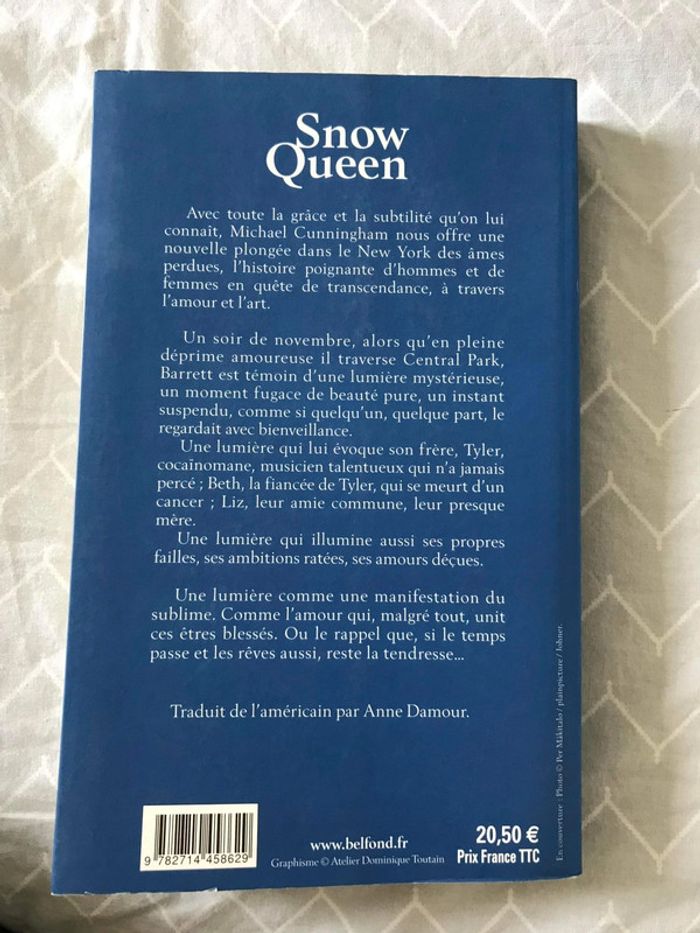 Snow
Queen
Avec toute la grâce et la subtilité qu'on lui
connaît, Michael Cunningham nous offre une
nouvelle plongée dans le New York des âmes
perdues, l'histoire poignante d'hommes et de
femmes en quête de transcendance, à travers
l'amour et l'art.
Un soir de novembre, alors qu'en pleine
déprime amoureuse il traverse Central Park,
Barrett est témoin d'une lumière mystérieuse,
un moment fugace de beauté pure, un instant
suspendu, comme si quelqu'un, quelque part, le
regardait avec bienveillance.
Une lumière qui lui évoque son frère, Tyler,
cocaïnomane, musicien talentueux qui n'a jamais
percé ; Beth, la fiancée de Tyler, qui se meurt d'un
cancer ; Liz, leur amie commune, leur presque
mère.
Une lumière qui illumine aussi ses propres
failles, ses ambitions ratées, ses amours déçues.
Une lumière comme une manifestation du
sublime. Comme l'amour qui, malgré tout, unit
ces êtres blessés. Ou le rappel que, si le temps
passe et les rêves aussi, reste la tendresse...
Traduit de l'américain par Anne Damour.
9 782714 458629
www.belfond.fr
Graphisme © Atelier Dominique Toutain
20,50 €
Prix France TTC
En couverture : Photo © Per Mäkitalo / plainpicture / Johner.